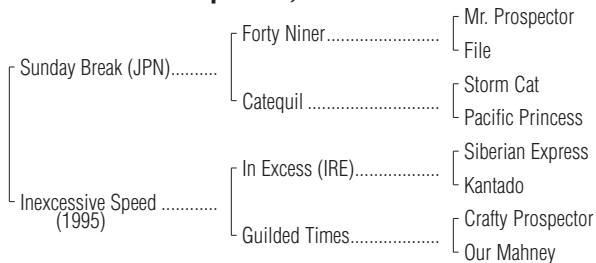 Mr. Prospector
Forty Niner
File
Sunday Break (JPN)
Storm Cat
Catequil
Pacific Princess
Siberian Express
In Excess (IRE)
Kantado
Inexcessive Speed
(1995)
Crafty Prospector
Guilded Times
Our Mahney